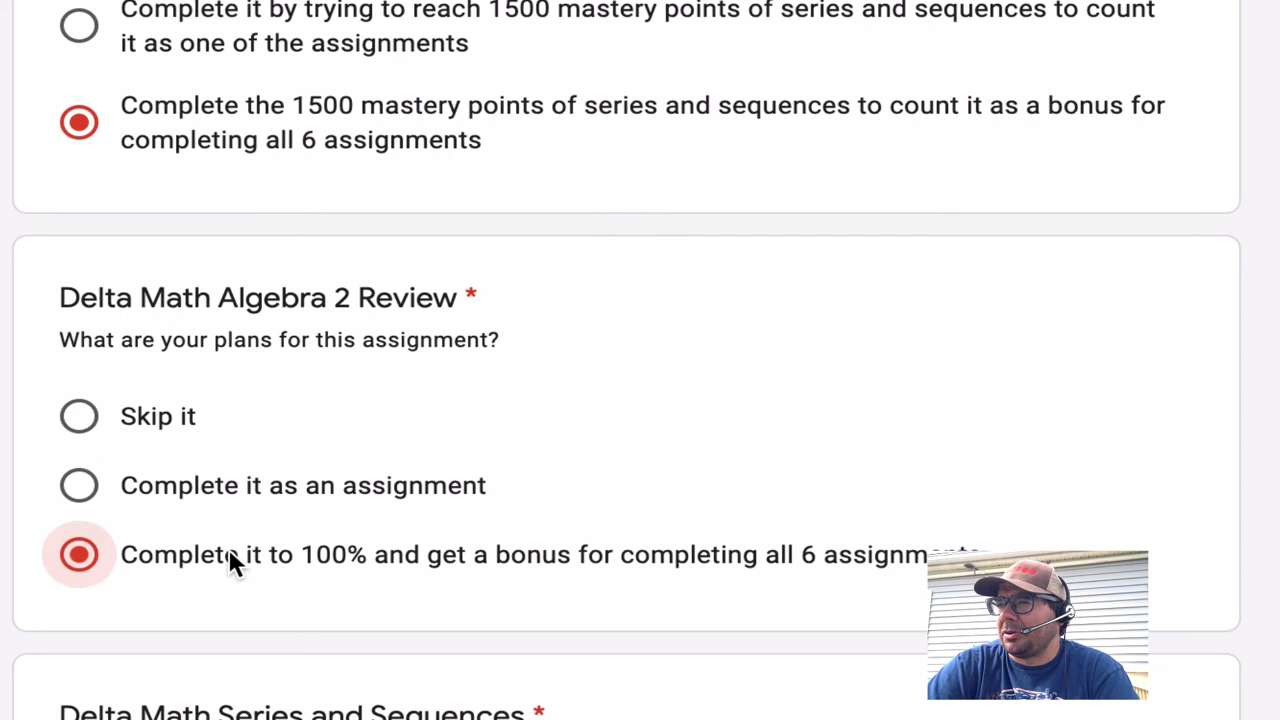 Complete it by trying to reach 1500 mastery points of series and sequences to count
it as one of the assignments
Complete the 1500 mastery points of series and sequences to count it as a bonus for
completing all 6 assignments
Delta Math Algebra 2 Review *
What are your plans for this assignment?
Skip it
Complete it as an assignment
Complete it to 100% and get a bonus for completing all 6
Delta Math Series and Sequences *